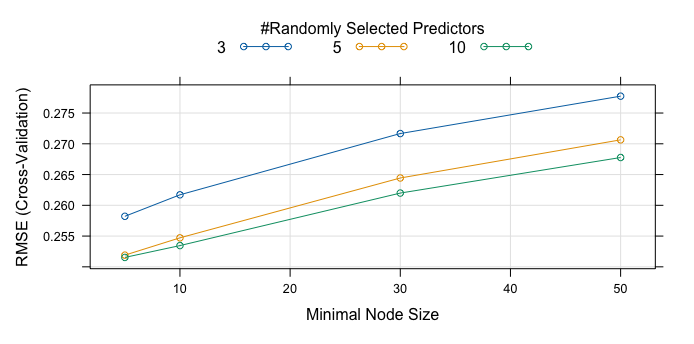 #Randomly Selected Predictors
3 5 10
RMSE (Cross-Validation)
0.275
0.270
0.265
0.260
0.255
10 20 30 40 50
Minimal Node Size